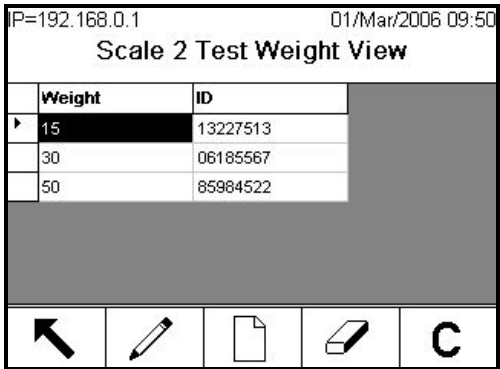 IP=192.168.0.1 01/Mar/2006 09:50
Scale 2 Test Weight View
Weight ID
15 13227513
30 06185567
50 85984522
C